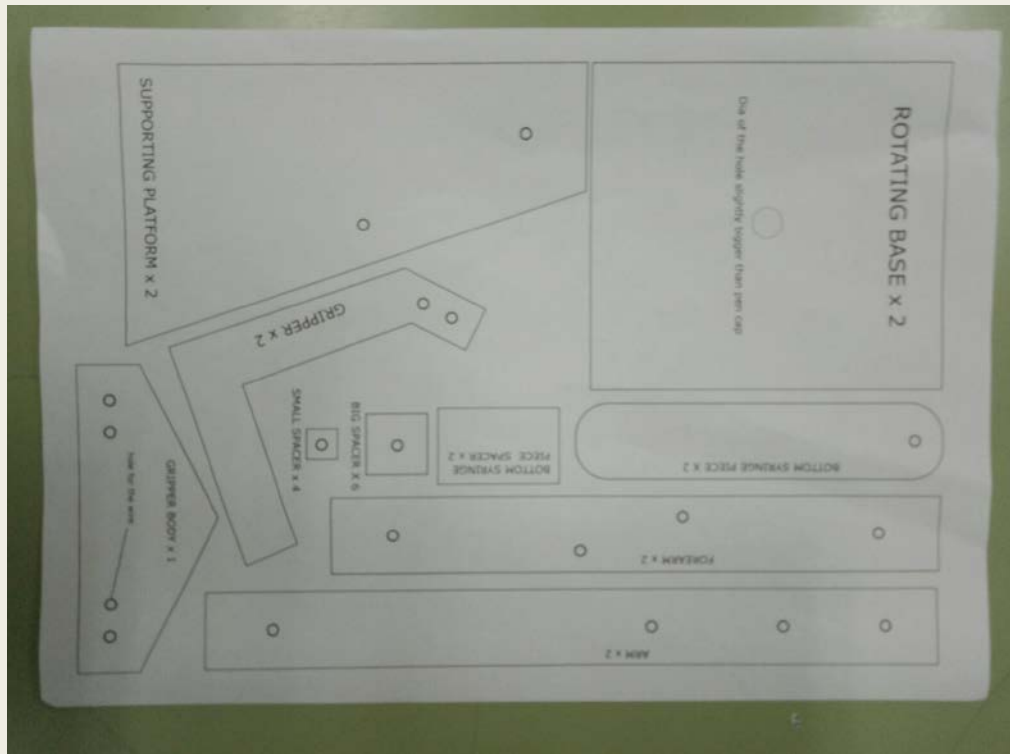 SUPPORTING PLATFORM x 2
Dia of the hole slightly bigger than pen cap
ROTATING BASE x 2
GRIPPER x 2
SMALL SPACER x 4
BIG SPACER X 6
BOTTOM SYRINGE
PIECE SPACER x 2
BOTTOM SYRINGE PIECE X 2
GRIPPER BODY X 1
hole for the wire
FOREARM x 2
ARM x 2